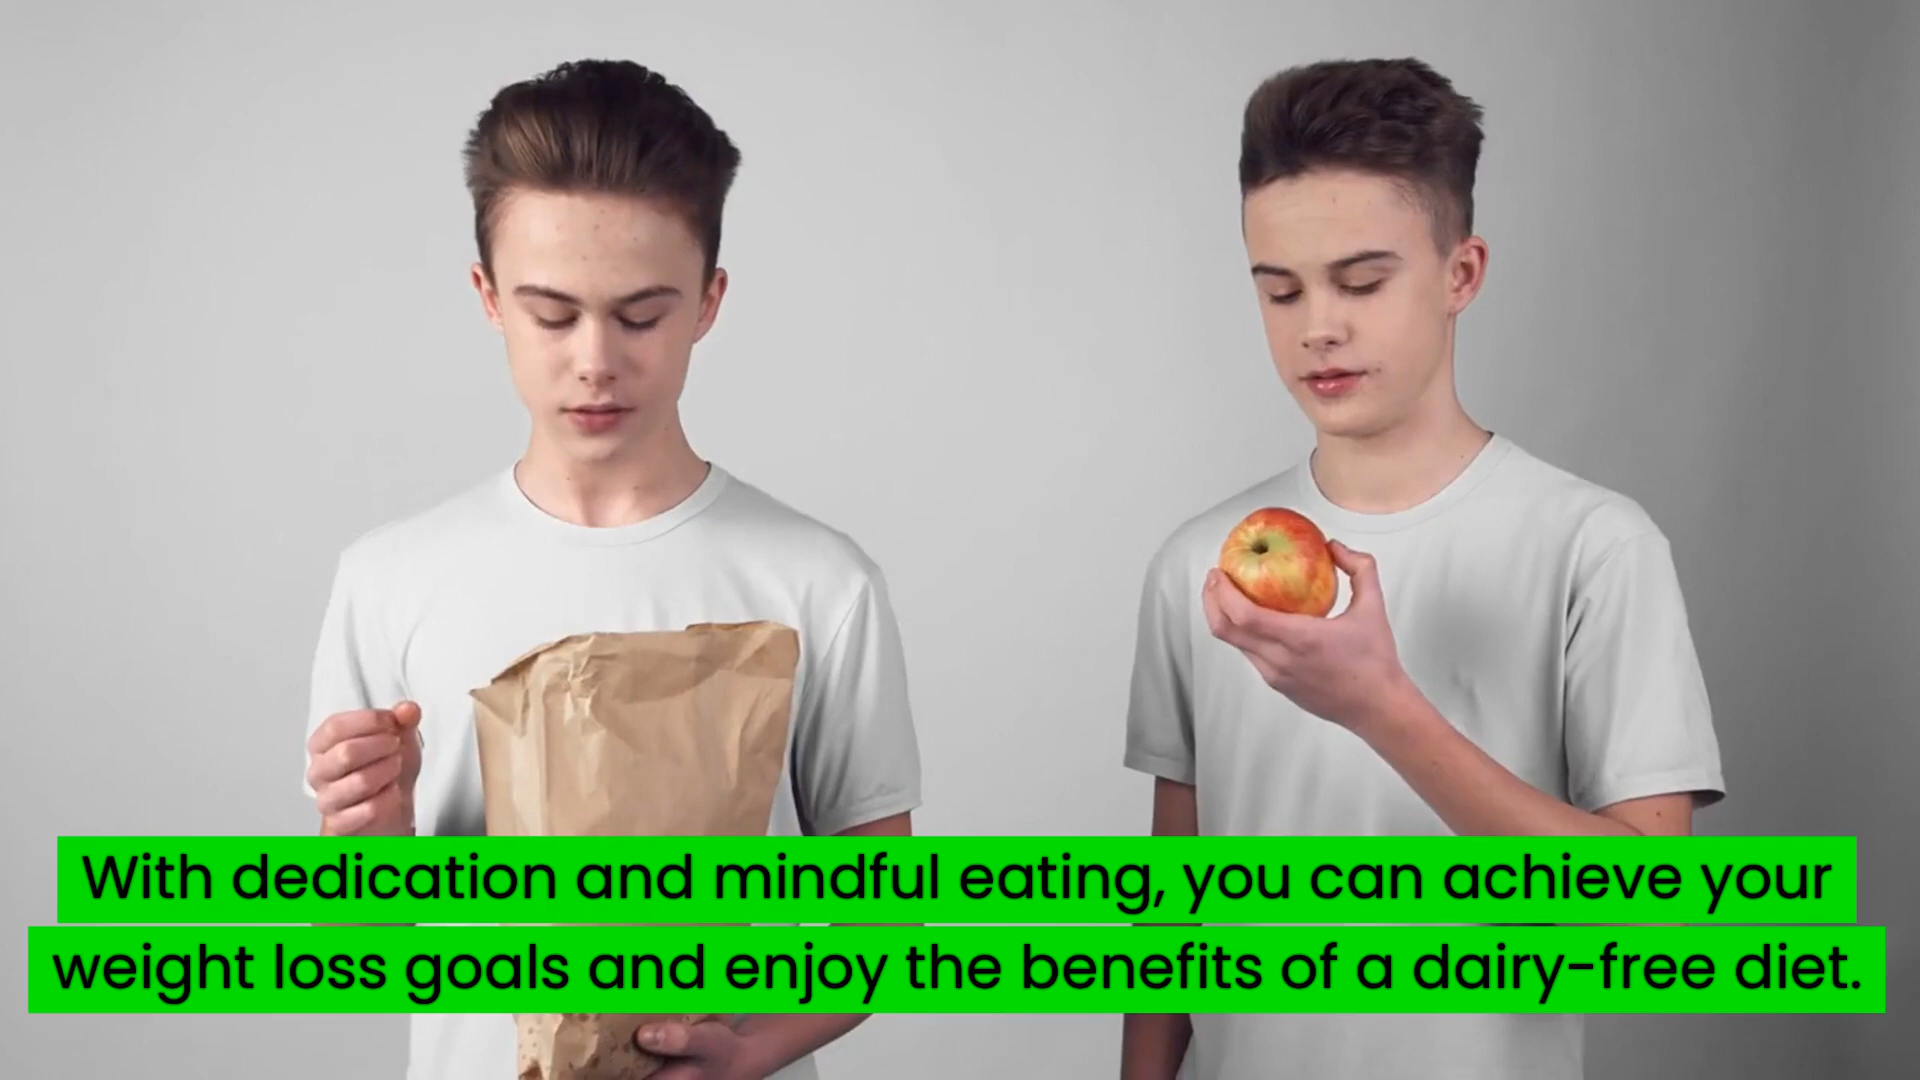 With dedication and mindful eating, you can achieve your
weight loss goals and enjoy the benefits of a dairy-free diet.